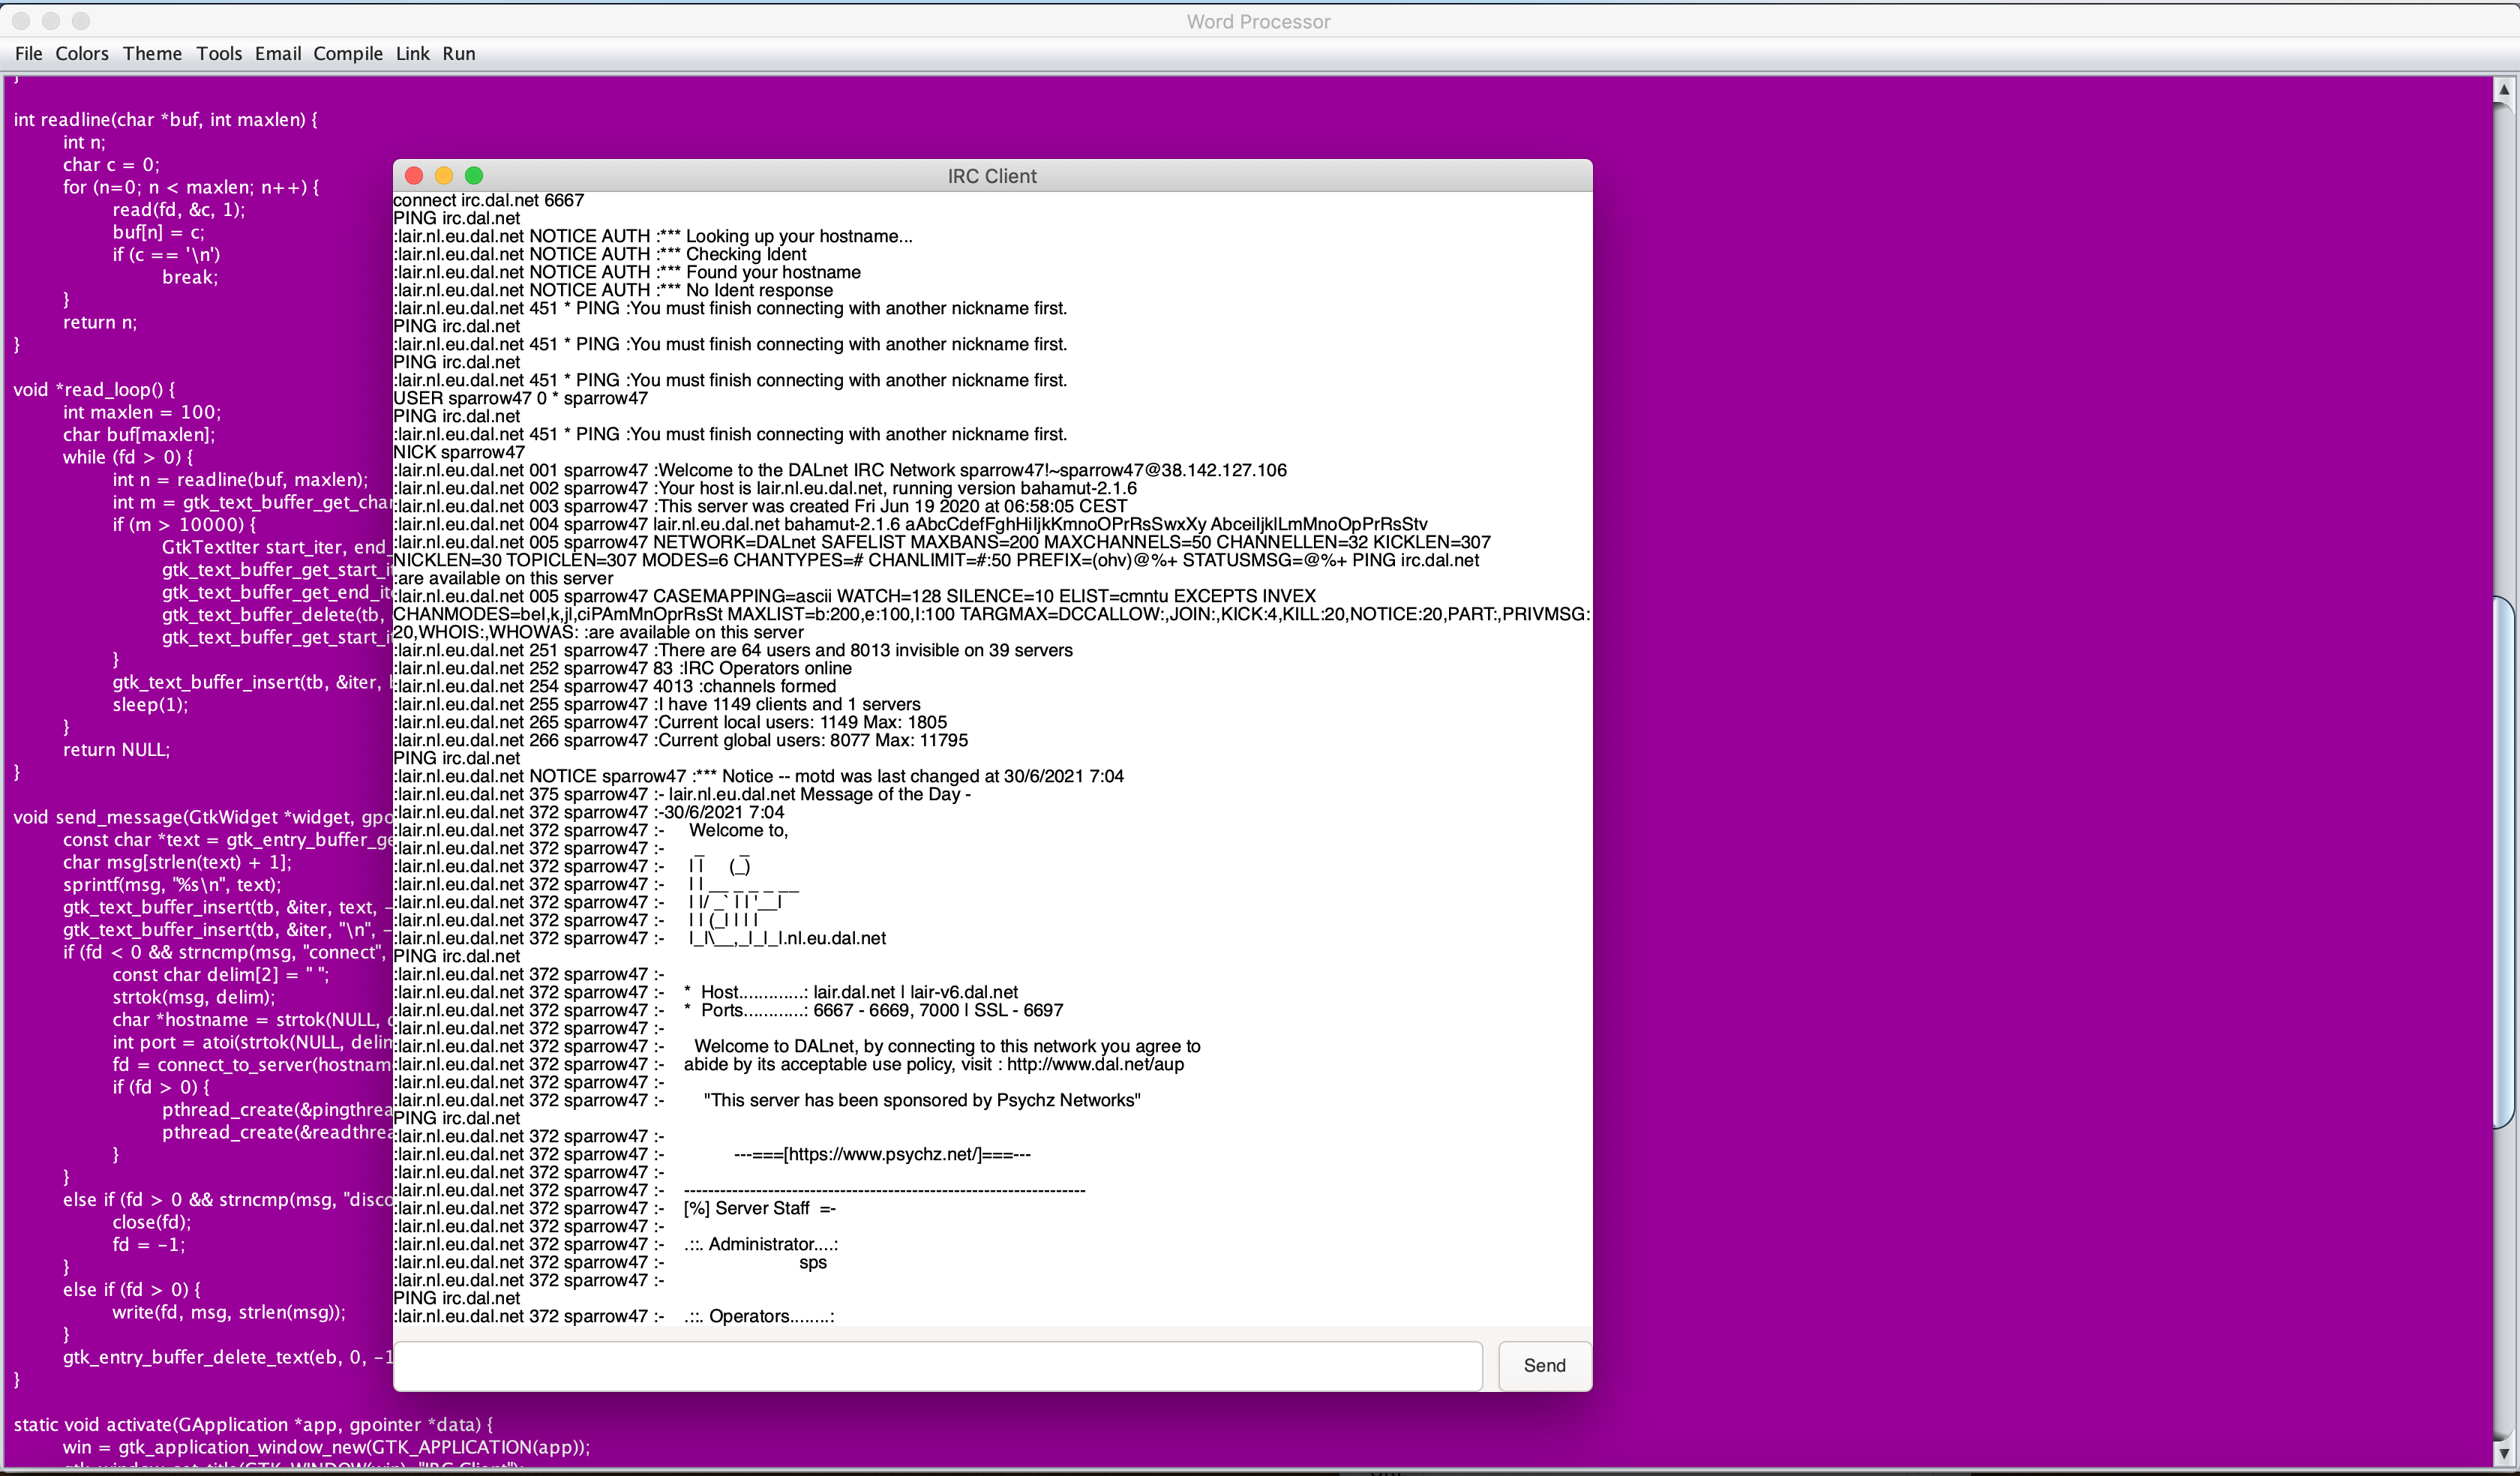 Word Processor
File Colors Theme Tools Email Compile Link Run
}
int readline(char *buf, int maxlen) {
int n;
char c = 0;
for (n=0; n < maxlen; n++) {
read(fd, &c, 1);
buf[n] = c;
if (c == '\n')
break;
}
return n;
}
void *read_loop() {
int maxlen = 100;
char buf[maxlen];
while (fd > 0) {
int n = readline(buf, maxlen);
int m = gtk_text_buffer_get_char
if (m > 10000) {
GtkTextIter start_iter, end_
gtk_text_buffer_get_start_it
gtk_text_buffer_get_end_ite
gtk_text_buffer_delete(tb,
gtk_text_buffer_get_start_it
}
gtk_text_buffer_insert(tb, &iter,
sleep(1);
}
return NULL;
}
void send_message(GtkWidget *widget, gpo
const char *text = gtk_entry_buffer_ge
char msg[strlen(text) + 1];
sprintf(msg, "%s\n", text);
gtk_text_buffer_insert(tb, &iter, text, -
gtk_text_buffer_insert(tb, &iter, "\n", -
if (fd < 0 && strncmp(msg, "connect",
const char delim[2] = " ";
strtok(msg, delim);
char *hostname = strtok(NULL,
int port = atoi(strtok(NULL, delim
fd = connect_to_server(hostnam
if (fd > 0) {
pthread_create(&pingthrea
pthread_create(&readthrea
}
}
else if (fd > 0 && strncmp(msg, "disco
close(fd);
fd = -1;
}
else if (fd > 0) {
write(fd, msg, strlen(msg));
}
gtk_entry_buffer_delete_text(eb, 0, -1
}
static void activate(GApplication *app, gpointer *data) {
win = gtk_application_window_new(GTK_APPLICATION(app));
gtk_window_set_title(GTK_WINDOW(win), "IRC Client");
IRC Client
connect irc.dal.net 6667
PING irc.dal.net
:lair.nl.eu.dal.net NOTICE AUTH :*** Looking up your hostname...
:lair.nl.eu.dal.net NOTICE AUTH :*** Checking Ident
:lair.nl.eu.dal.net NOTICE AUTH :*** Found your hostname
:lair.nl.eu.dal.net NOTICE AUTH :*** No Ident response
:lair.nl.eu.dal.net 451 * PING :You must finish connecting with another nickname first.
PING irc.dal.net
:lair.nl.eu.dal.net 451 * PING :You must finish connecting with another nickname first.
PING irc.dal.net
:lair.nl.eu.dal.net 451 * PING :You must finish connecting with another nickname first.
USER sparrow47 0 * sparrow47
PING irc.dal.net
:lair.nl.eu.dal.net 451 * PING :You must finish connecting with another nickname first.
NICK sparrow47
:lair.nl.eu.dal.net 001 sparrow47 :Welcome to the DALnet IRC Network sparrow47!~sparrow47@38.142.127.106
:lair.nl.eu.dal.net 002 sparrow47 :Your host is lair.nl.eu.dal.net, running version bahamut-2.1.6
:lair.nl.eu.dal.net 003 sparrow47 :This server was created Fri Jun 19 2020 at 06:58:05 CEST
:lair.nl.eu.dal.net 004 sparrow47 lair.nl.eu.dal.net bahamut-2.1.6 aAbcCdefFghHiIjkKmnoOPrRsSwxXy AbceiIjklLmMnoOpPrRsStv
:lair.nl.eu.dal.net 005 sparrow47 NETWORK=DALnet SAFELIST MAXBANS=200 MAXCHANNELS=50 CHANNELLEN=32 KICKLEN=307
NICKLEN=30 TOPICLEN=307 MODES=6 CHANTYPES=# CHANLIMIT=#:50 PREFIX=(ohv)@%+ STATUSMSG=@%+ PING irc.dal.net
:are available on this server
:lair.nl.eu.dal.net 005 sparrow47 CASEMAPPING=ascii WATCH=128 SILENCE=10 ELIST=cmntu EXCEPTS INVEX
CHANMODES=beI,k,jl,ciPAmMnOprRsSt MAXLIST=b:200,e:100,I:100 TARGMAX=DCCALLOW:,JOIN:,KICK:4,KILL:20,NOTICE:20,PART:,PRIVMSG:
20,WHOIS:,WHOWAS: :are available on this server
:lair.nl.eu.dal.net 251 sparrow47 :There are 64 users and 8013 invisible on 39 servers
:lair.nl.eu.dal.net 252 sparrow47 83 :IRC Operators online
:lair.nl.eu.dal.net 254 sparrow47 4013 :channels formed
:lair.nl.eu.dal.net 255 sparrow47 :I have 1149 clients and 1 servers
:lair.nl.eu.dal.net 265 sparrow47 :Current local users: 1149 Max: 1805
:lair.nl.eu.dal.net 266 sparrow47 :Current global users: 8077 Max: 11795
PING irc.dal.net
:lair.nl.eu.dal.net NOTICE sparrow47 :*** Notice -- motd was last changed at 30/6/2021 7:04
:lair.nl.eu.dal.net 375 sparrow47 :- lair.nl.eu.dal.net Message of the Day -
:lair.nl.eu.dal.net 372 sparrow47 :-30/6/2021 7:04
:lair.nl.eu.dal.net 372 sparrow47 :- Welcome to,
:lair.nl.eu.dal.net 372 sparrow47 :- _ _
:lair.nl.eu.dal.net 372 sparrow47 :- | | (_)
:lair.nl.eu.dal.net 372 sparrow47 :- | | __ _ _ _ __
:lair.nl.eu.dal.net 372 sparrow47 :- | |/ _` | | '__|
:lair.nl.eu.dal.net 372 sparrow47 :- | | (_| | | |
:lair.nl.eu.dal.net 372 sparrow47 :- |_|\__,_|_|_|.nl.eu.dal.net
PING irc.dal.net
:lair.nl.eu.dal.net 372 sparrow47 :-
:lair.nl.eu.dal.net 372 sparrow47 :- * Host............: lair.dal.net | lair-v6.dal.net
:lair.nl.eu.dal.net 372 sparrow47 :- * Ports...........: 6667 - 6669, 7000 | SSL - 6697
:lair.nl.eu.dal.net 372 sparrow47 :-
:lair.nl.eu.dal.net 372 sparrow47 :- Welcome to DALnet, by connecting to this network you agree to
:lair.nl.eu.dal.net 372 sparrow47 :- abide by its acceptable use policy, visit : http://www.dal.net/aup
:lair.nl.eu.dal.net 372 sparrow47 :-
:lair.nl.eu.dal.net 372 sparrow47 :- "This server has been sponsored by Psychz Networks"
PING irc.dal.net
:lair.nl.eu.dal.net 372 sparrow47 :-
:lair.nl.eu.dal.net 372 sparrow47 :- ---===[https://www.psychz.net/]===---
:lair.nl.eu.dal.net 372 sparrow47 :-
:lair.nl.eu.dal.net 372 sparrow47 :- -------------------------------------------------------------------
:lair.nl.eu.dal.net 372 sparrow47 :- [%] Server Staff =-
:lair.nl.eu.dal.net 372 sparrow47 :-
:lair.nl.eu.dal.net 372 sparrow47 :- .::. Administrator....:
:lair.nl.eu.dal.net 372 sparrow47 :- sps
:lair.nl.eu.dal.net 372 sparrow47 :-
PING irc.dal.net
:lair.nl.eu.dal.net 372 sparrow47 :- .::. Operators........:
Send